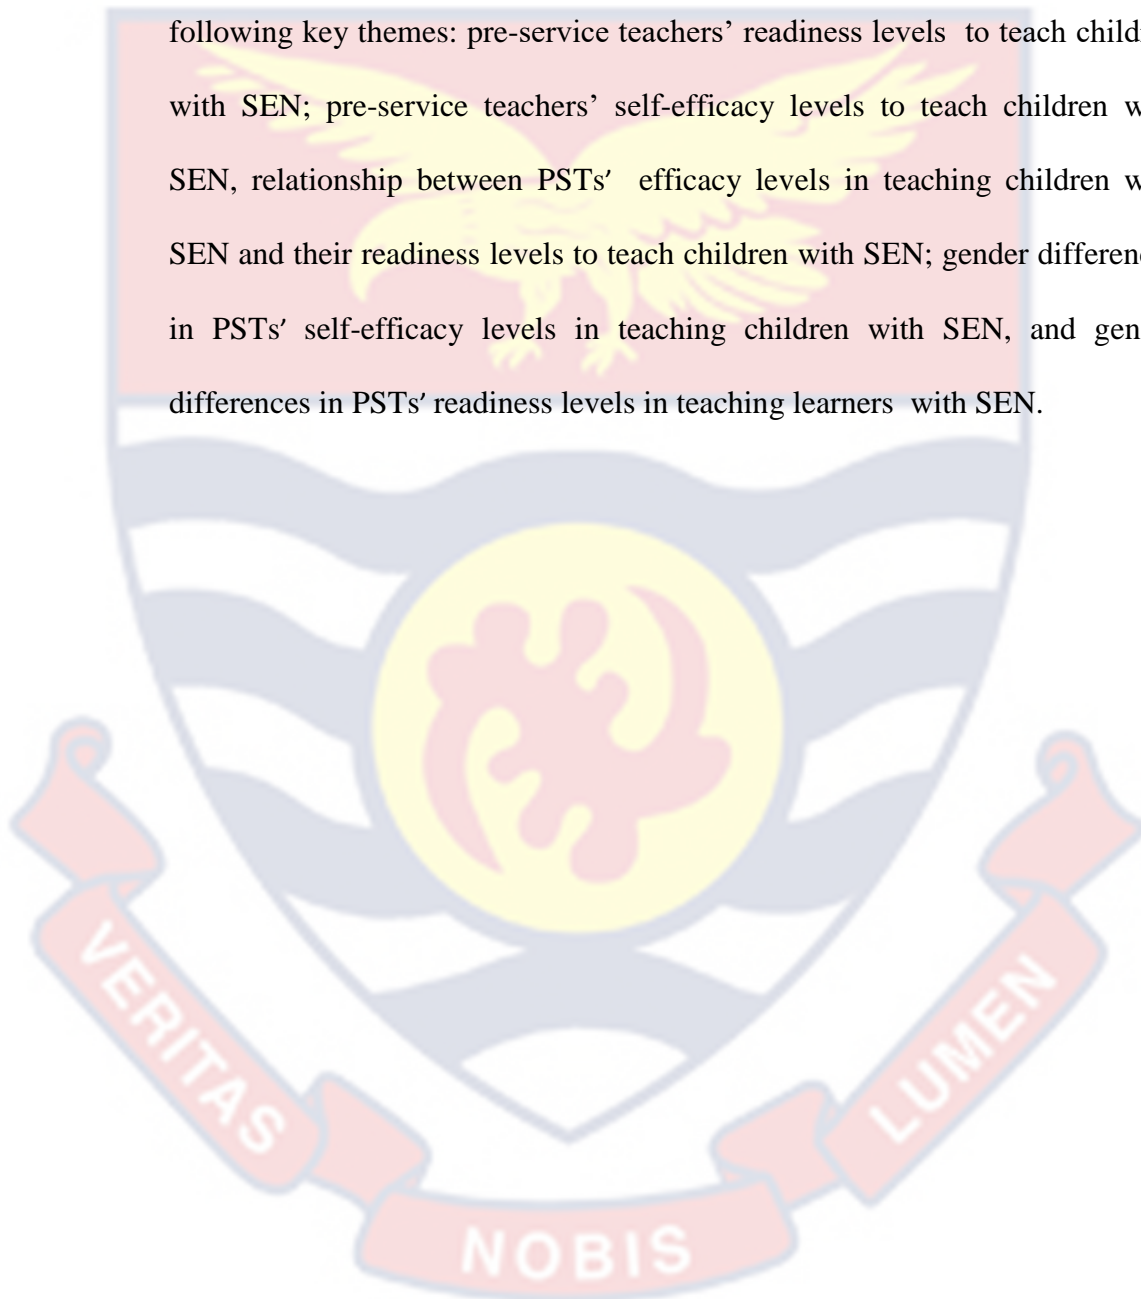 following key themes: pre-service teachers’ readiness levels to teach child
with SEN; pre-service teachers’ self-efficacy levels to teach children w
SEN, relationship between PSTs’ efficacy levels in teaching children w
SEN and their readiness levels to teach children with SEN; gender differenc
in PSTs’ self-efficacy levels in teaching children with SEN, and gen
differences in PSTs’ readiness levels in teaching learners with SEN.
VERITAS
NOBIS
LUMEN